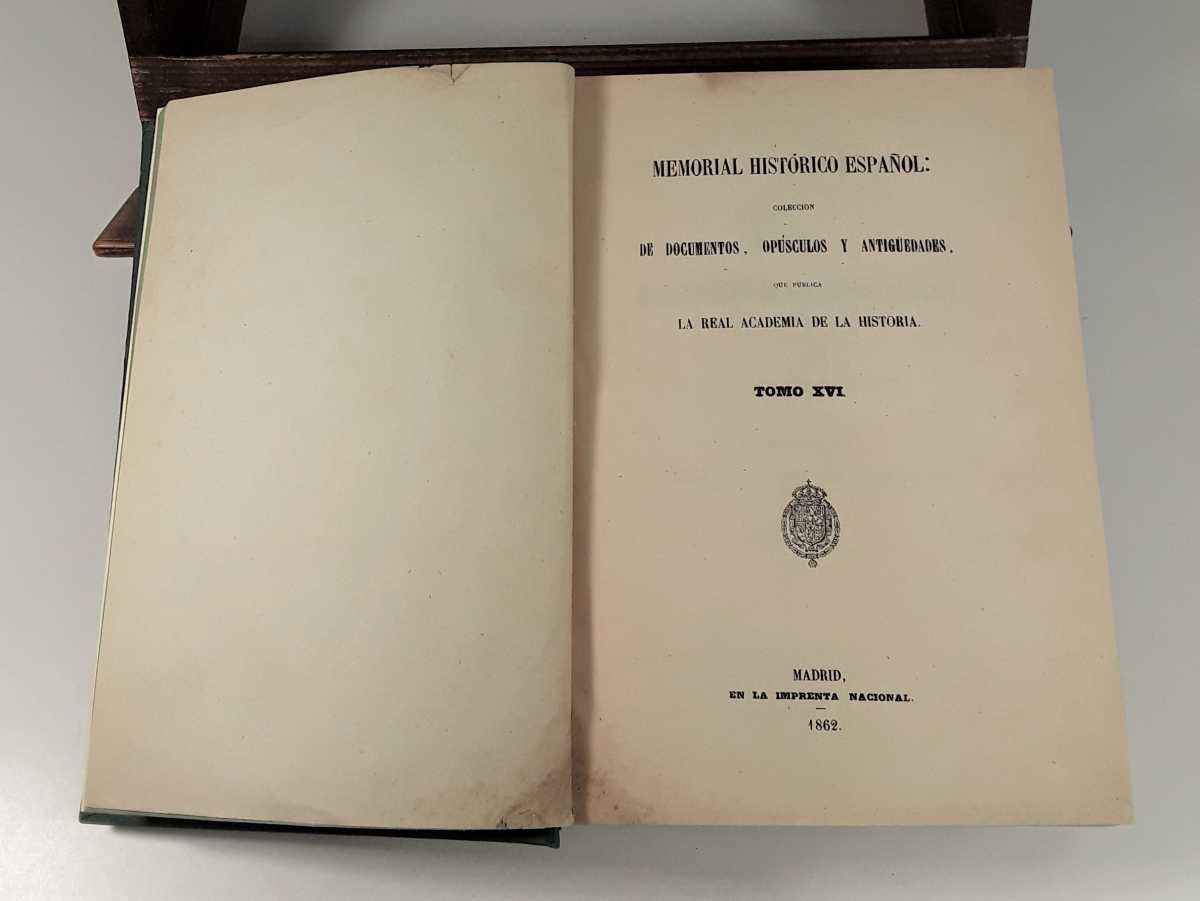 MEMORIAL HISTÓRICO ESPAÑOL:
COLECCION
DE DOCUMENTOS, OPÚSCULOS Y ANTIGÜEDADES,
QUE PUBLICA
LA REAL ACADEMIA DE LA HISTORIA.
TOMO XVI.
MADRID,
EN LA IMPRENTA NACIONAL.
1862.